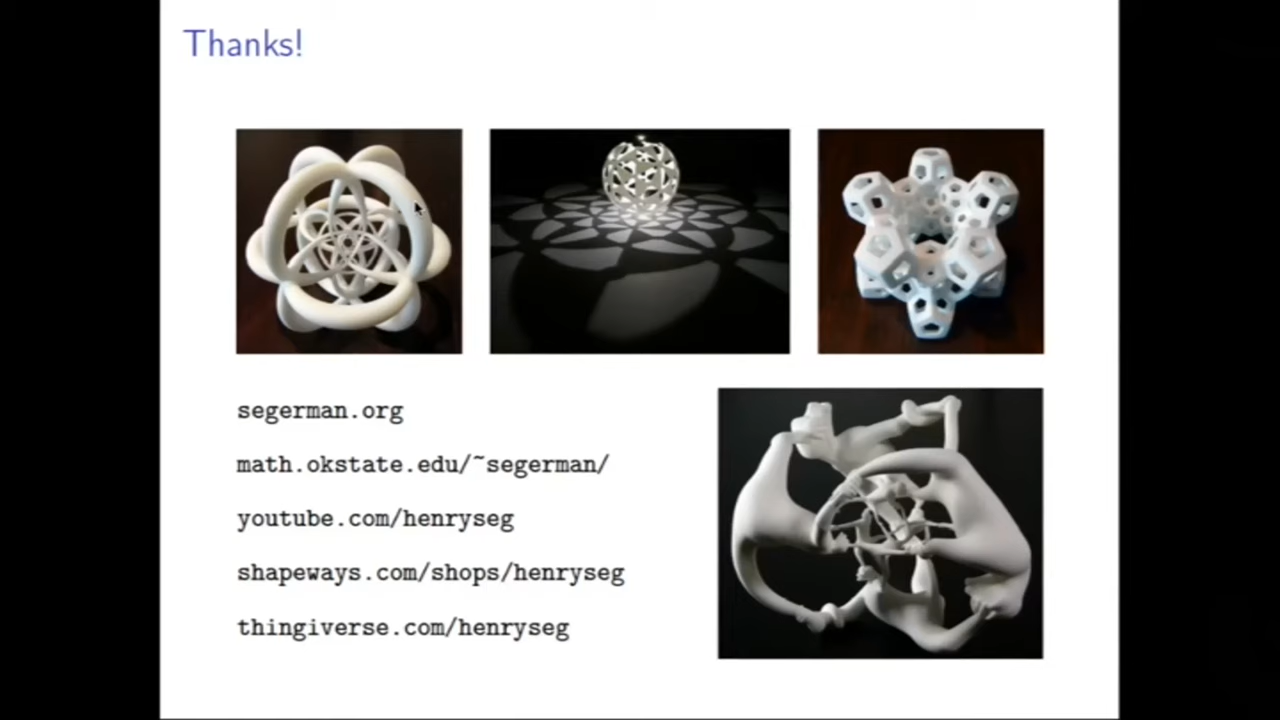 Thanks!
segerman.org
math.okstate.edu/~segerman/
youtube.com/henryseg
shapeways.com/shops/henryseg
thingiverse.com/henryseg